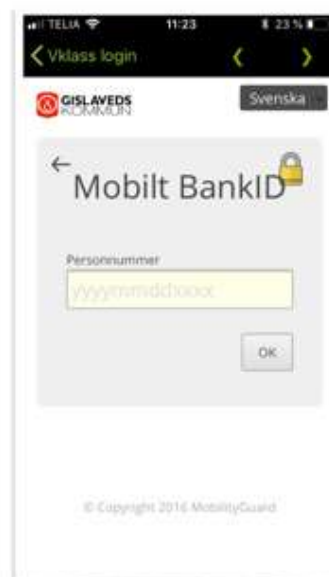 TELIA 11:23 23 %
Vklass login
GISLAVEDS
KOMMUN
Svenska
Mobilt BankID
Personnummer
yyyymmddxxxx
OK
© Copyright 2016 MobilityGuard